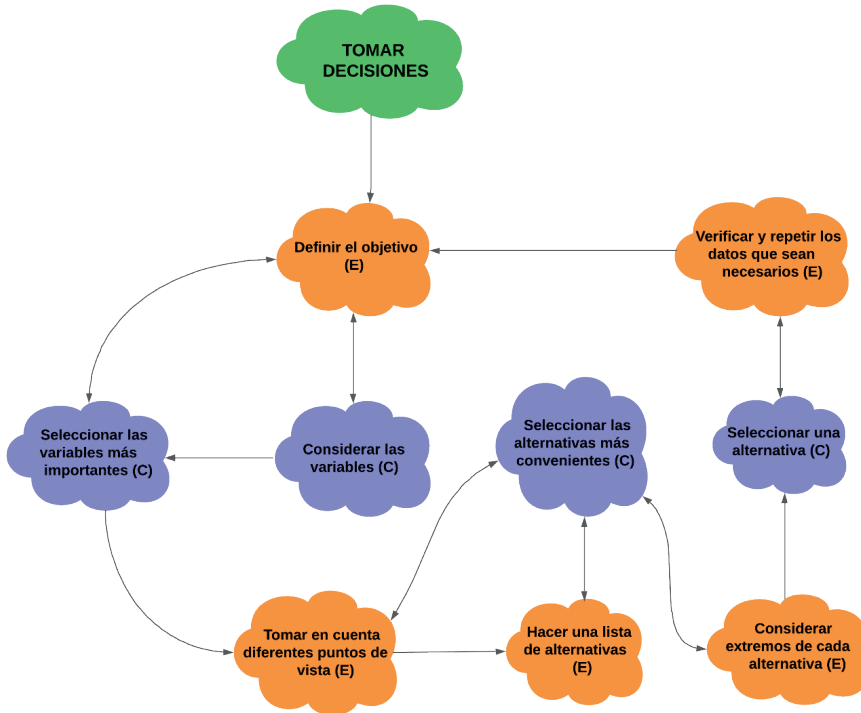 TOMAR
DECISIONES
Definir el objetivo
(E)
Verificar y repetir los
datos que sean
necesarios (E)
Seleccionar las
variables más
importantes (C)
Considerar las
variables (C)
Seleccionar las
alternativas más
convenientes (C)
Seleccionar una
alternativa (C)
Tomar en cuenta
diferentes puntos de
vista (E)
Hacer una lista
de alternativas
(E)
Considerar
extremos de cada
alternativa (E)